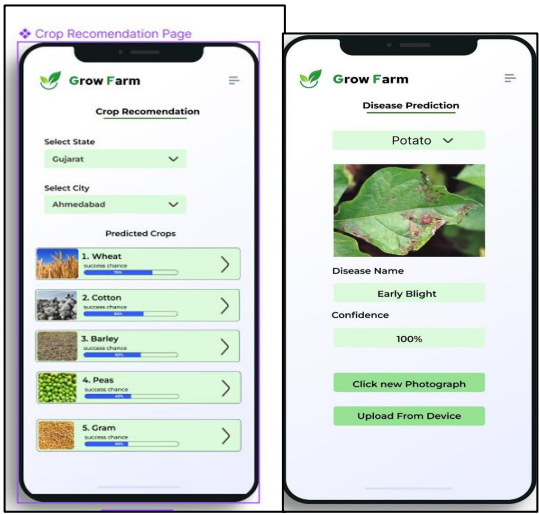 Crop Recomendation Page
Grow Farm
Crop Recomendation
Select State
Gujarat
Select City
Ahmedabad
Predicted Crops
1. Wheat
success chance
2. Cotton
success chance
3. Barley
success chance
4. Peas
success chance
5. Gram
success chance
Grow Farm
Disease Prediction
Potato
Disease Name
Early Blight
Confidence
100%
Click new Photograph
Upload From Device